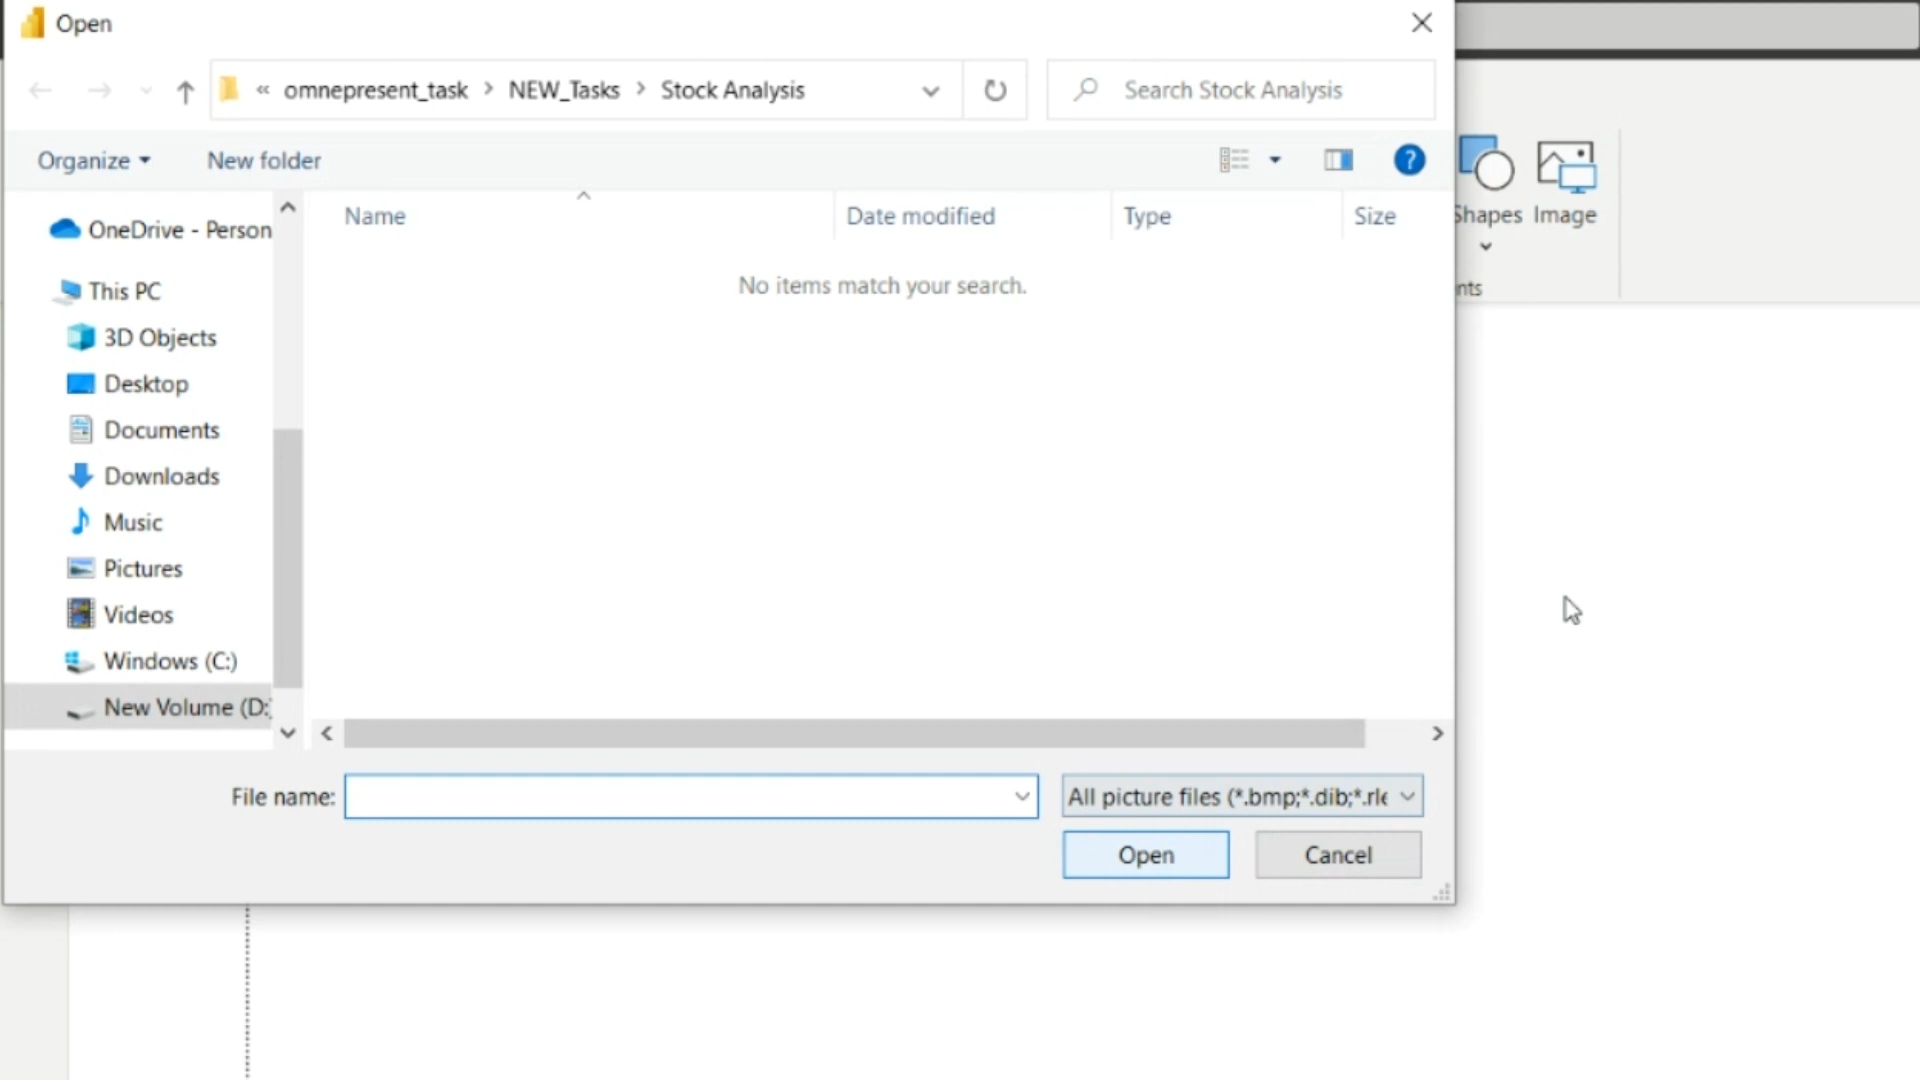 Open
« omnepresent_task > NEW_Tasks > Stock Analysis
Search Stock Analysis
Organize
New folder
?
Name
Date modified
Type
Size
No items match your search.
OneDrive - Person
This PC
3D Objects
Desktop
Documents
Downloads
Music
Pictures
Videos
Windows (C:)
New Volume (D:)
File name:
All picture files (*.bmp;*.dib;*.rle
Open
Cancel
Shapes
Image
nts